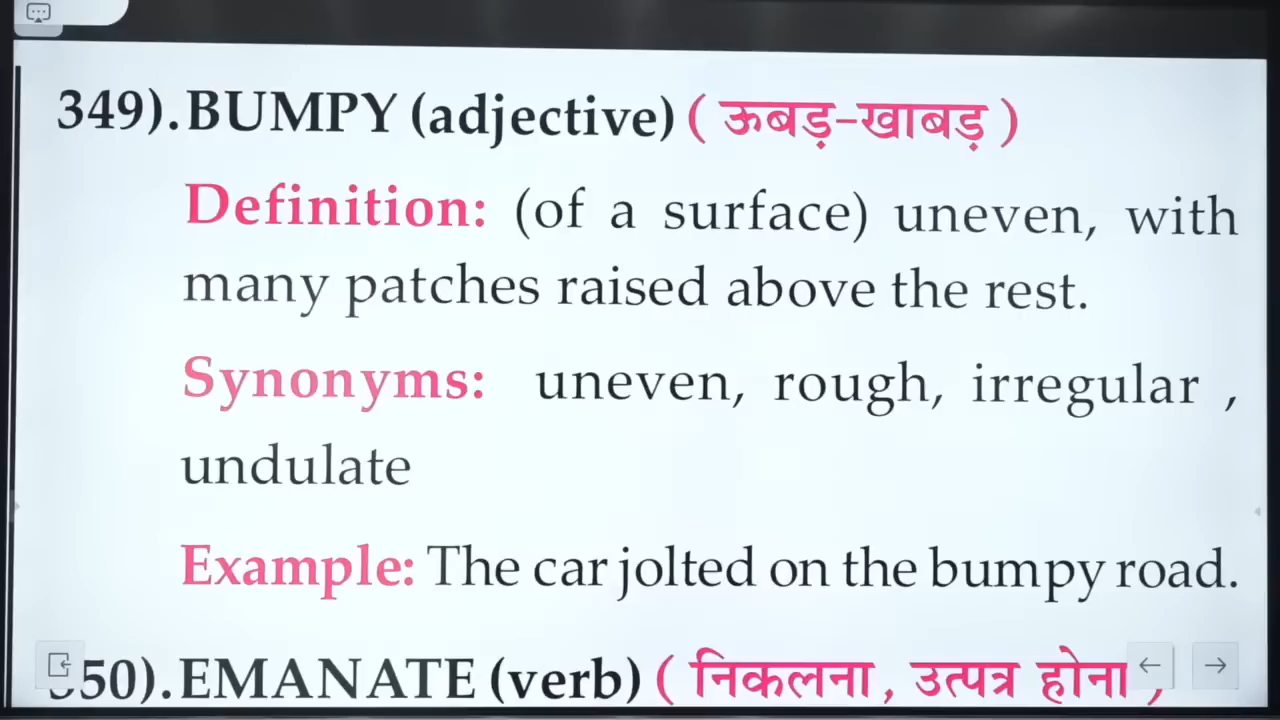 349).BUMPY (adjective) ( ऊबड़-खाबड़ )
Definition: (of a surface) uneven, with
many patches raised above the rest.
Synonyms: uneven, rough, irregular ,
undulate
Example: The car jolted on the bumpy road.
350).EMANATE (verb) ( निकलना, उत्पत्र होना )